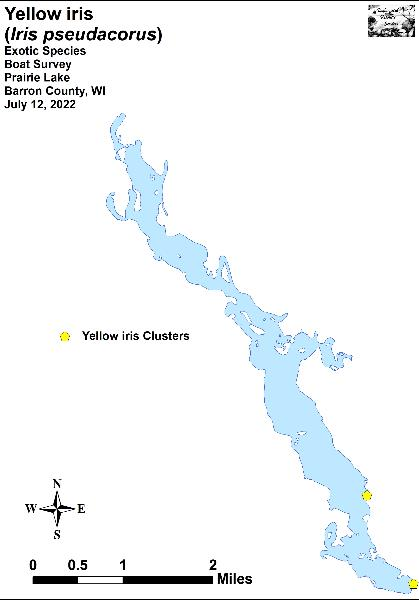 Yellow iris
(Iris pseudacorus)
Exotic Species
Boat Survey
Prairie Lake
Barron County, WI
July 12, 2022
Yellow iris Clusters
N
W E
S
0 0.5 1 2
Miles